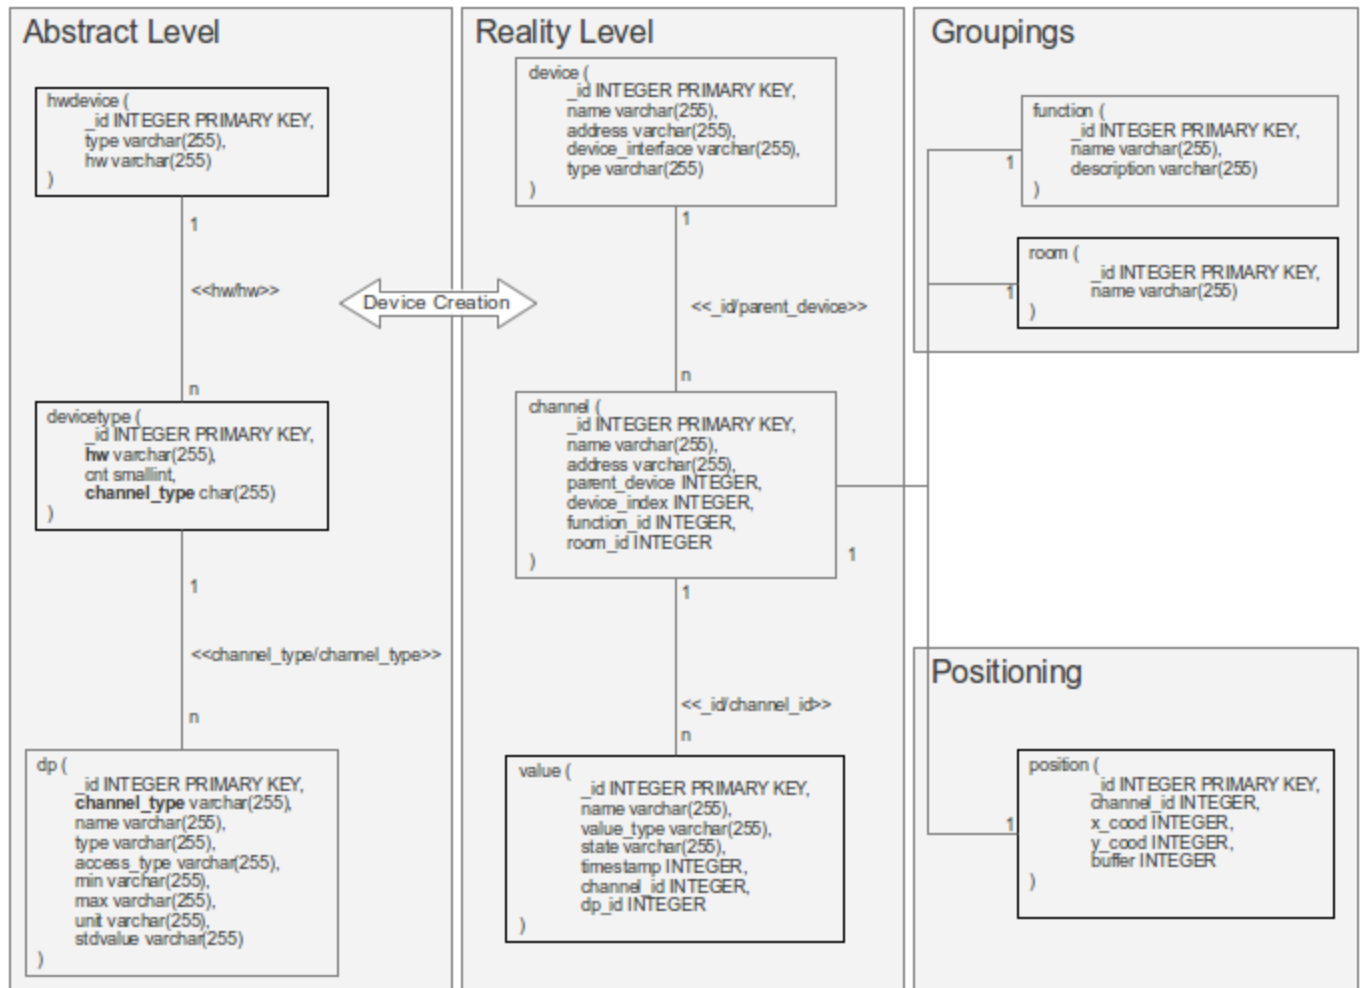 Abstract Level
hwdevice (
_id INTEGER PRIMARY KEY,
type varchar(255),
hw varchar(255)
)
1
<<hw/hw>>
n
devicetype (
_id INTEGER PRIMARY KEY,
hw varchar(255),
cnt smallint,
channel_type char(255)
)
1
<<channel_type/channel_type>>
n
dp (
_id INTEGER PRIMARY KEY,
channel_type varchar(255),
name varchar(255),
type varchar(255),
access_type varchar(255),
min varchar(255),
max varchar(255),
unit varchar(255),
stdvalue varchar(255)
)
Device Creation
Reality Level
device (
_id INTEGER PRIMARY KEY,
name varchar(255),
address varchar(255),
device_interface varchar(255),
type varchar(255)
)
1
<<_id/parent_device>>
n
channel (
_id INTEGER PRIMARY KEY,
name varchar(255),
address varchar(255),
parent_device INTEGER,
device_index INTEGER,
function_id INTEGER,
room_id INTEGER
)
1
1
<<_id/channel_id>>
n
value (
_id INTEGER PRIMARY KEY,
name varchar(255),
value_type varchar(255),
state varchar(255),
timestamp INTEGER,
channel_id INTEGER,
dp_id INTEGER
)
Groupings
function (
_id INTEGER PRIMARY KEY,
name varchar(255),
description varchar(255)
)
1
room (
_id INTEGER PRIMARY KEY,
name varchar(255)
)
1
Positioning
position (
_id INTEGER PRIMARY KEY,
channel_id INTEGER,
x_cood INTEGER,
y_cood INTEGER,
buffer INTEGER
)
1